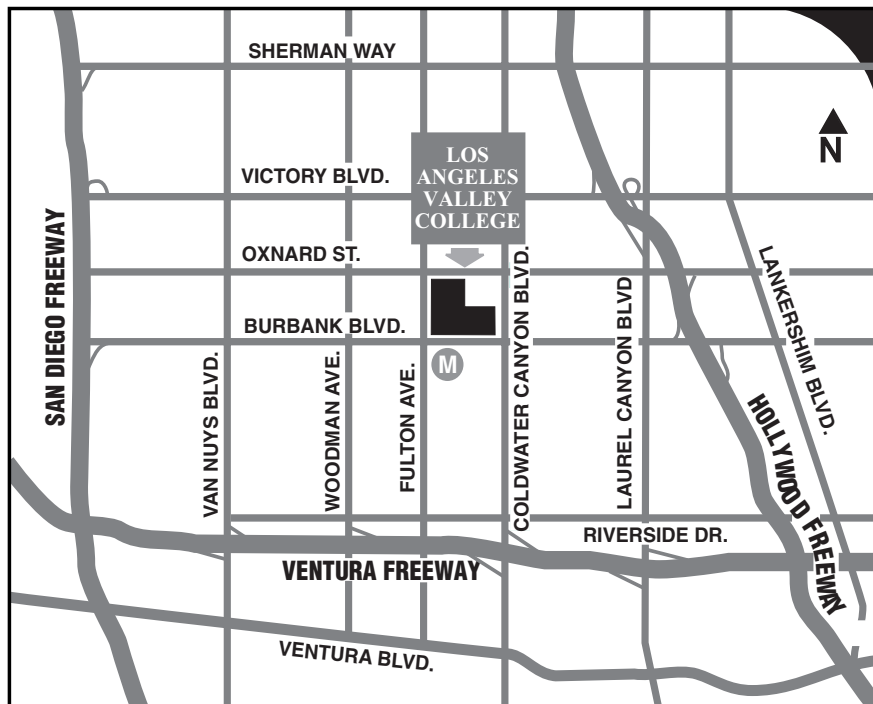 SHERMAN WAY
N
LOS
ANGELES
VALLEY
COLLEGE
VICTORY BLVD.
OXNARD ST.
BURBANK BLVD.
M
SAN DIEGO FREEWAY
VAN NUYS BLVD.
WOODMAN AVE.
FULTON AVE.
COLDWATER CANYON BLVD.
LAUREL CANYON BLVD
LANKERSHIM BLVD.
HOLLYWOOD FREEWAY
RIVERSIDE DR.
VENTURA FREEWAY
VENTURA BLVD.